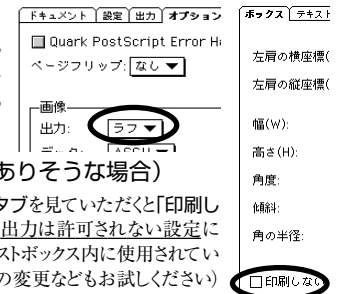 ドキュメント 設定 出力 オプション
Quark PostScript Error Ha
ページフリップ: なし ▼
画像
出力: ラフ ▼
データ: ASCII ▼
ありそうな場合）
タブを見ていただくと「印刷し
出力は許可されない設定に
ストボックス内に使用されてい
の変更などもお試しください）
ボックス テキスト
左肩の横座標(
左肩の縦座標(
幅(W):
高さ(H):
角度:
傾斜:
角の半径:
印刷しない